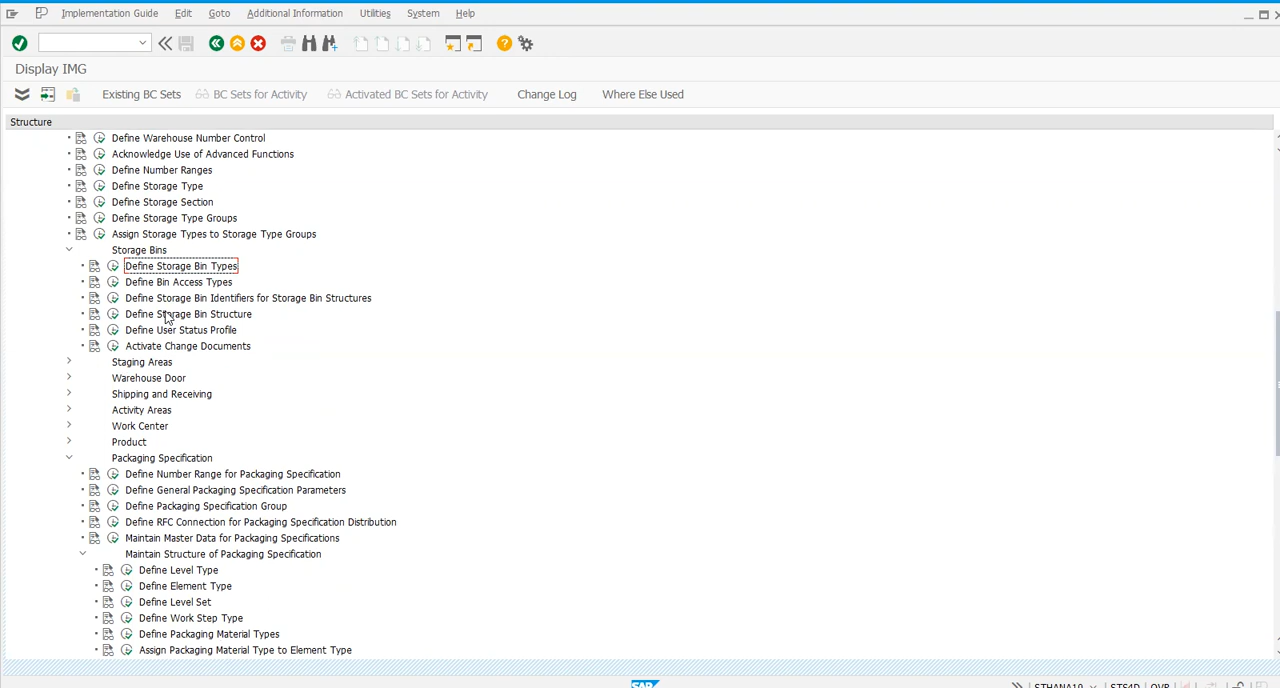 Implementation Guide Edit Goto Additional Information Utilities System Help
Display IMG
Existing BC Sets BC Sets for Activity Activated BC Sets for Activity Change Log Where Else Used
Structure
Define Warehouse Number Control
Acknowledge Use of Advanced Functions
Define Number Ranges
Define Storage Type
Define Storage Section
Define Storage Type Groups
Assign Storage Types to Storage Type Groups
Storage Bins
Define Storage Bin Types
Define Bin Access Types
Define Storage Bin Identifiers for Storage Bin Structures
Define Storage Bin Structure
Define User Status Profile
Activate Change Documents
Staging Areas
Warehouse Door
Shipping and Receiving
Activity Areas
Work Center
Product
Packaging Specification
Define Number Range for Packaging Specification
Define General Packaging Specification Parameters
Define Packaging Specification Group
Define RFC Connection for Packaging Specification Distribution
Maintain Master Data for Packaging Specifications
Maintain Structure of Packaging Specification
Define Level Type
Define Element Type
Define Level Set
Define Work Step Type
Define Packaging Material Types
Assign Packaging Material Type to Element Type
SAP STHANA19 STS4D OVR